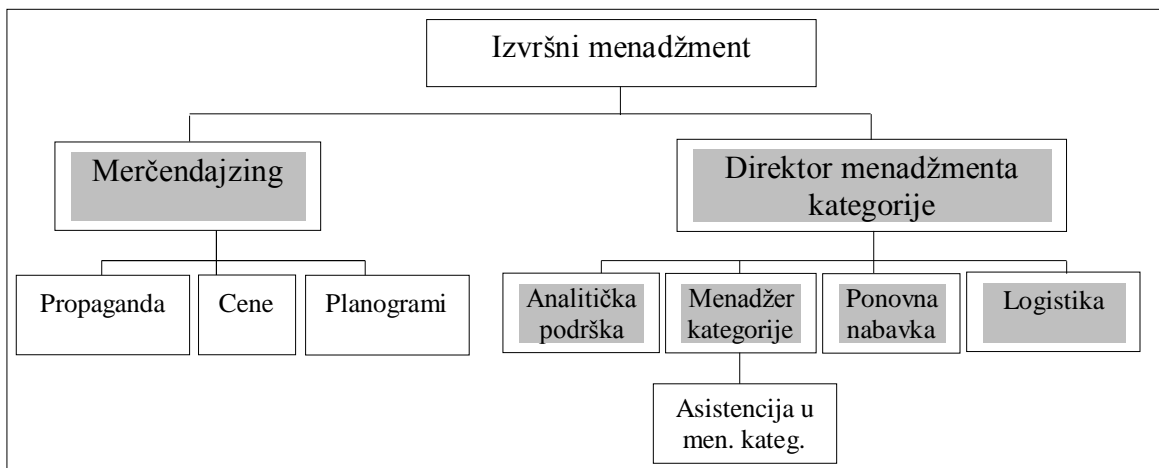 Izvršni menadžment
Merčendajzing
Direktor menadžmenta
kategorije
Propaganda
Cene
Planogrami
Analitička
podrška
Menadžer
kategorije
Ponovna
nabavka
Logistika
Asistencija u
men. kateg.